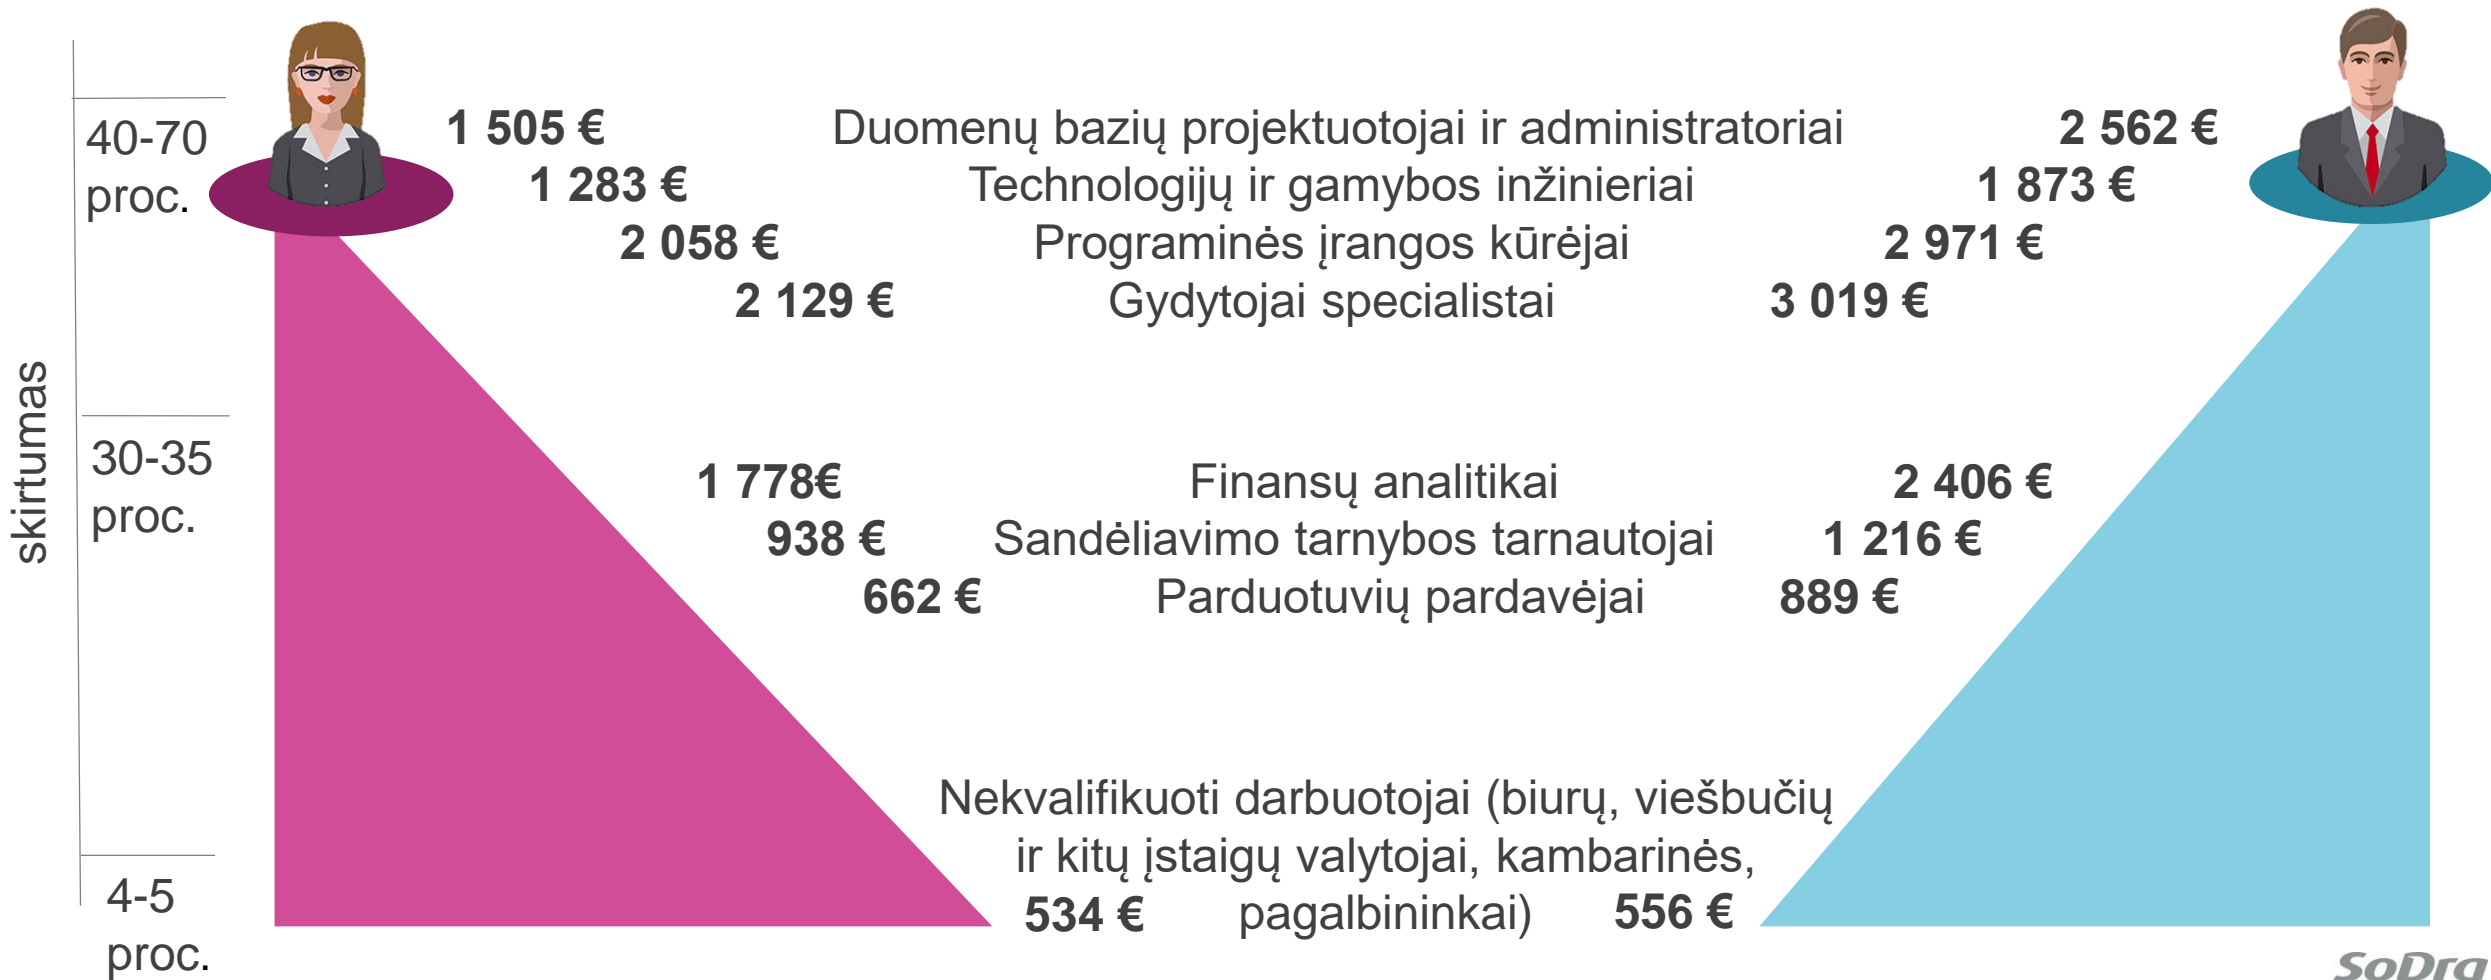 skirtumas
40-70
proc.
1 505 € Duomenų bazių projektuotojai ir administratoriai 2 562 €
1 283 € Technologijų ir gamybos inžinieriai 1 873 €
2 058 € Programinės įrangos kūrėjai 2 971 €
2 129 € Gydytojai specialistai 3 019 €
30-35
proc.
1 778€ Finansų analitikai 2 406 €
938 € Sandėliavimo tarnybos tarnautojai 1 216 €
662 € Parduotuvių pardavėjai 889 €
4-5
proc.
Nekvalifikuoti darbuotojai (biurų, viešbučių
ir kitų įstaigų valytojai, kambarinės,
534 € pagalbininkai) 556 €
SoDra